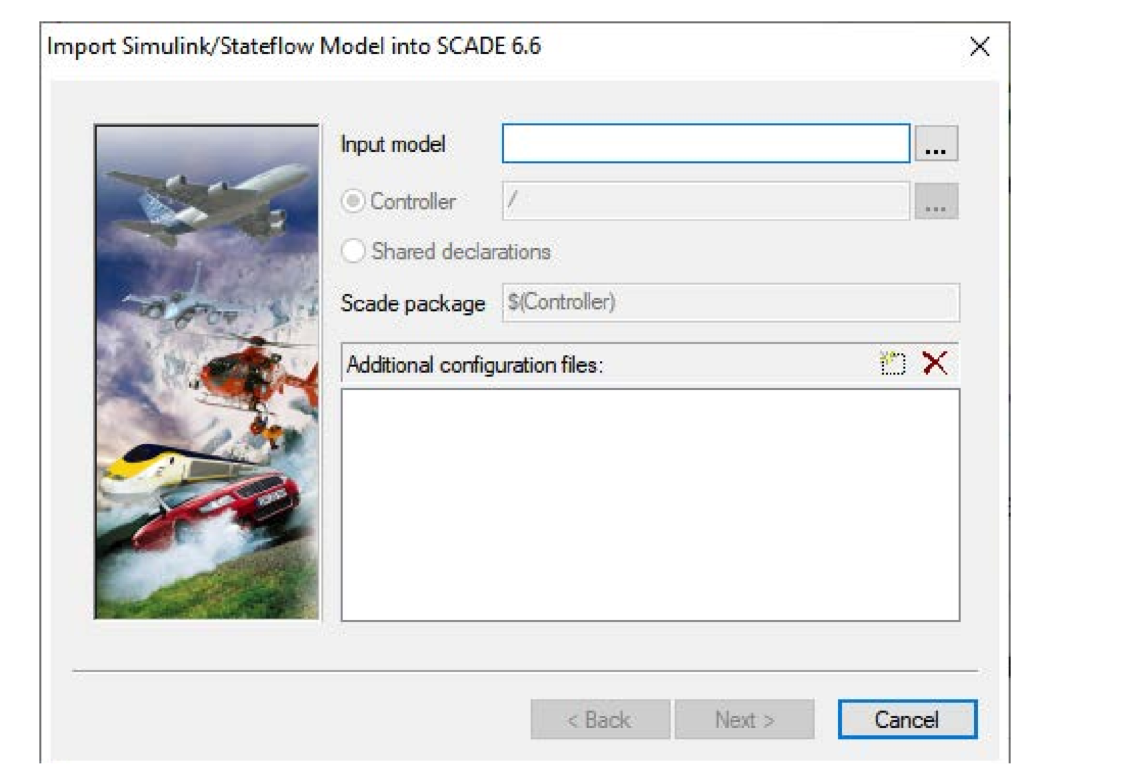 Import Simulink/Stateflow Model into SCADE 6.6
Input model
...
Controller
/
...
Shared declarations
Scade package
$(Controller)
Additional configuration files:
< Back
Next >
Cancel